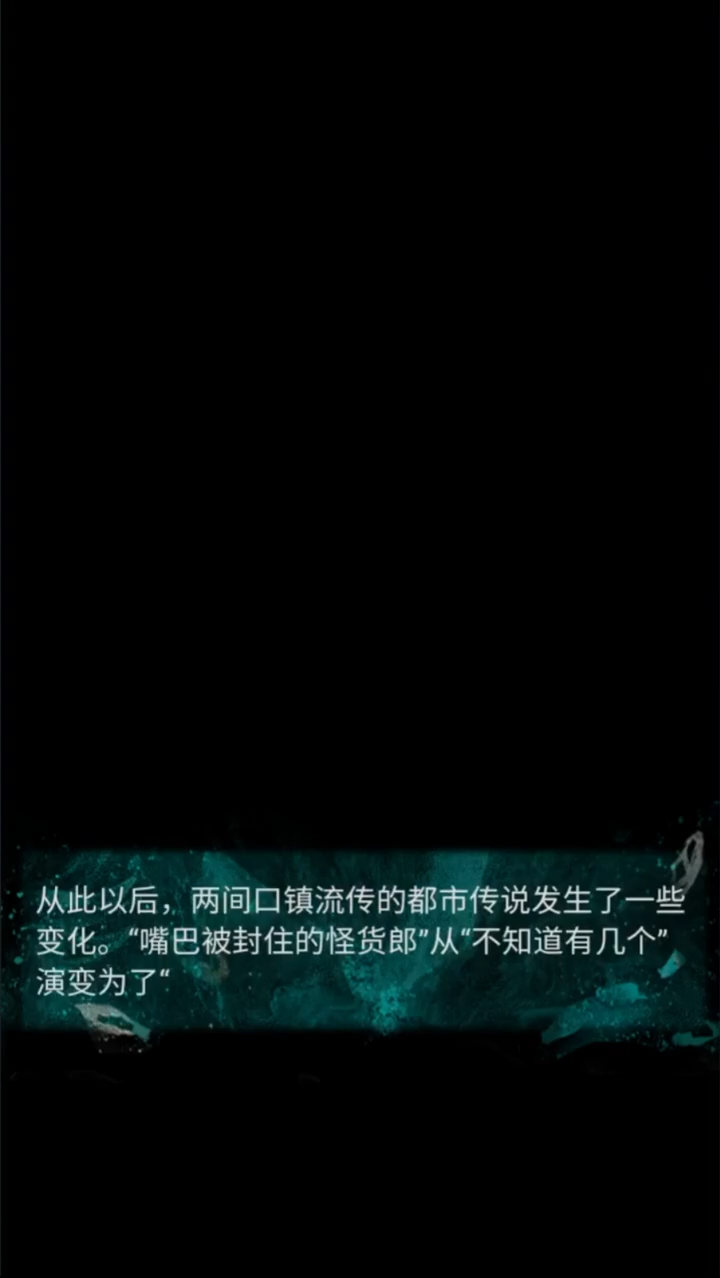 从此以后，两间口镇流传的都市传说发生了一些
变化。“嘴巴被封住的怪货郎”从“不知道有几个”
演变为了“